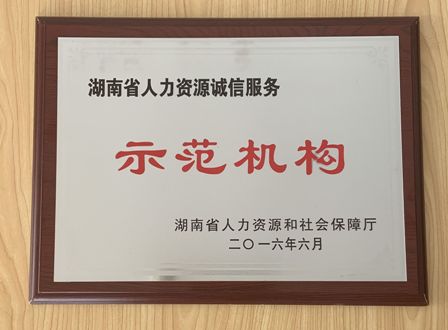 湖南省人力资源诚信服务
示范机构
湖南省人力资源和社会保障厅
二〇一六年六月